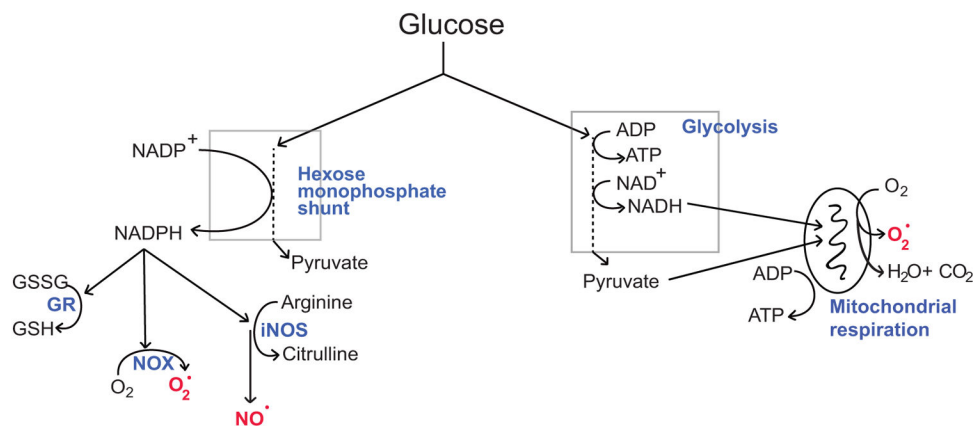 Glucose
NADP+
Hexose
monophosphate
shunt
NADPH
Pyruvate
GSSG
GR
GSH
NOX
O2
O2•
Arginine
iNOS
Citrulline
NO•
ADP
Glycolysis
ATP
NAD+
NADH
Pyruvate
O2
O2•
H2O+ CO2
ADP
ATP
Mitochondrial
respiration